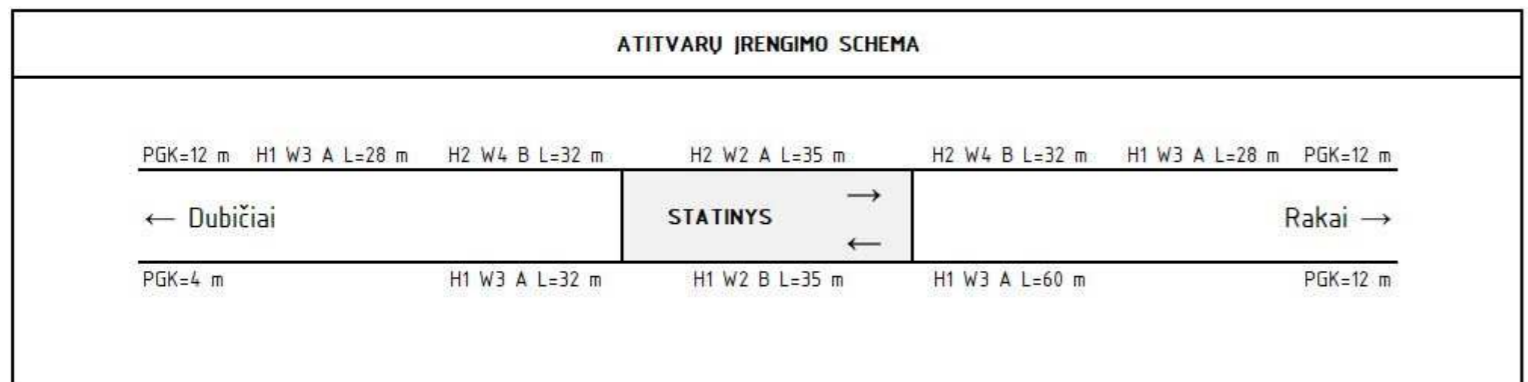 ATITVARŲ ĮRENGIMO SCHEMA
PGK=12 m H1 W3 A L=28 m H2 W4 B L=32 m H2 W2 A L=35 m H2 W4 B L=32 m H1 W3 A L=28 m PGK=12 m
← Dubičiai STATINYS → ← Rakai →
PGK=4 m H1 W3 A L=32 m H1 W2 B L=35 m H1 W3 A L=60 m PGK=12 m